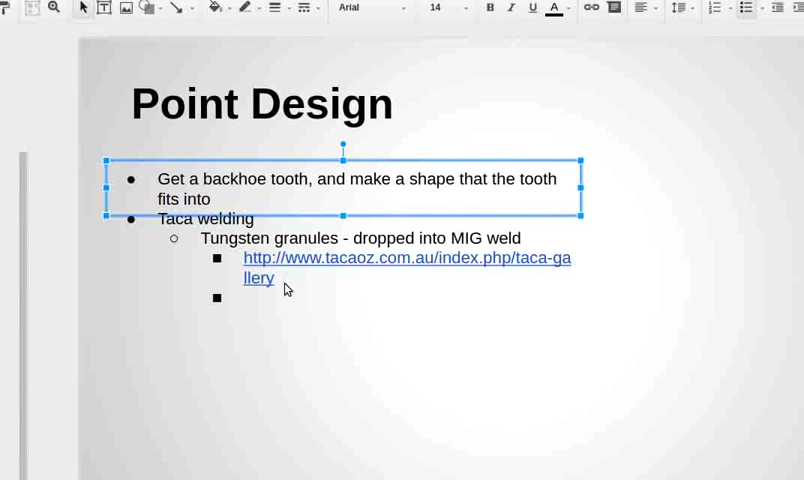 Arial 14 B I U A
Point Design
● Get a backhoe tooth, and make a shape that the tooth
fits into
● Taca welding
○ Tungsten granules - dropped into MIG weld
■ http://www.tacaoz.com.au/index.php/taca-ga
llery
■